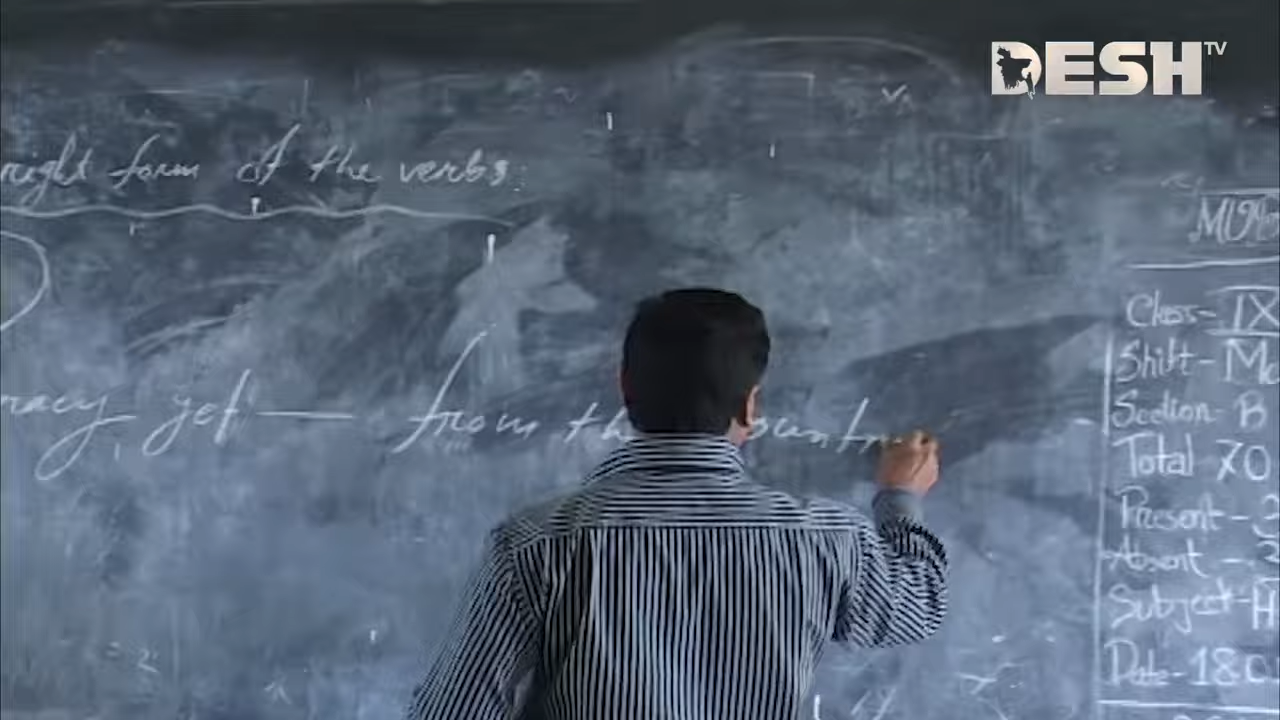 DESH TV
right form of the verbs.
racy, yet — from the countr
Class- IX
Shift- Mo
Section- B
Total 70
Present -
Absent -
Subject-
Date- 18